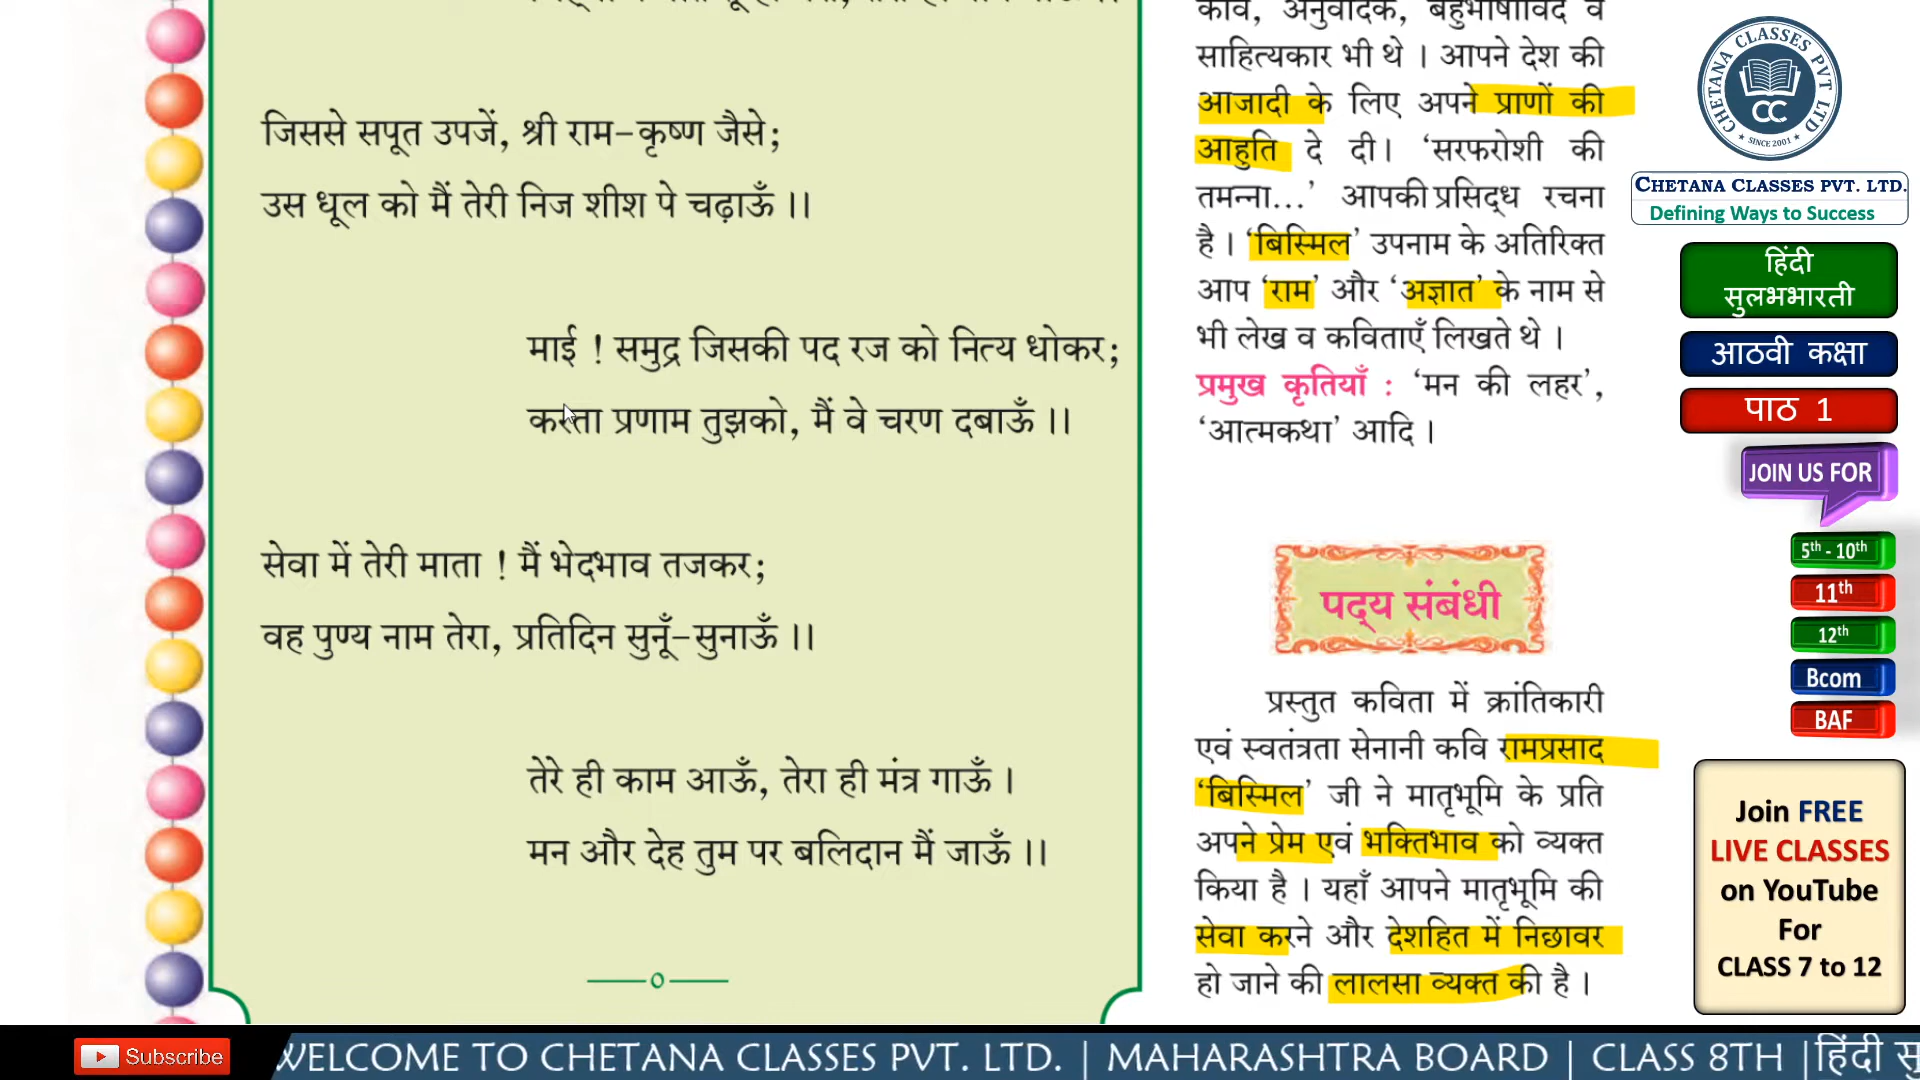 जिससे सपूत उपजें, श्री राम-कृष्ण जैसे;
उस धूल को मैं तेरी निज शीश पे चढ़ाऊँ ।।
माई ! समुद्र जिसकी पद रज को नित्य धोकर;
करता प्रणाम तुझको, मैं वे चरण दबाऊँ ।।
सेवा में तेरी माता ! मैं भेदभाव तजकर;
वह पुण्य नाम तेरा, प्रतिदिन सुनूँ-सुनाऊँ ।।
तेरे ही काम आऊँ, तेरा ही मंत्र गाऊँ ।
मन और देह तुम पर बलिदान मैं जाऊँ ।।
कवि, अनुवादक, बहुभाषाविद व
साहित्यकार भी थे । आपने देश की
आजादी के लिए अपने प्राणों की
आहुति दे दी। ‘सरफरोशी की
तमन्ना...’ आपकी प्रसिद्ध रचना
है । ‘बिस्मिल’ उपनाम के अतिरिक्त
आप ‘राम’ और ‘अज्ञात’ के नाम से
भी लेख व कविताएँ लिखते थे ।
प्रमुख कृतियाँ : ‘मन की लहर’,
‘आत्मकथा’ आदि ।
पद्य संबंधी
प्रस्तुत कविता में क्रांतिकारी
एवं स्वतंत्रता सेनानी कवि रामप्रसाद
‘बिस्मिल’ जी ने मातृभूमि के प्रति
अपने प्रेम एवं भक्तिभाव को व्यक्त
किया है । यहाँ आपने मातृभूमि की
सेवा करने और देशहित में निछावर
हो जाने की लालसा व्यक्त की है ।
CHETANA CLASSES PVT LTD
CC
SINCE 2001
CHETANA CLASSES PVT. LTD.
Defining Ways to Success
हिंदी
सुलभभारती
आठवी कक्षा
पाठ 1
JOIN US FOR
5th - 10th
11th
12th
Bcom
BAF
Join FREE
LIVE CLASSES
on YouTube
For
CLASS 7 to 12
Subscribe
WELCOME TO CHETANA CLASSES PVT. LTD. | MAHARASHTRA BOARD | CLASS 8TH |हिंदी सु